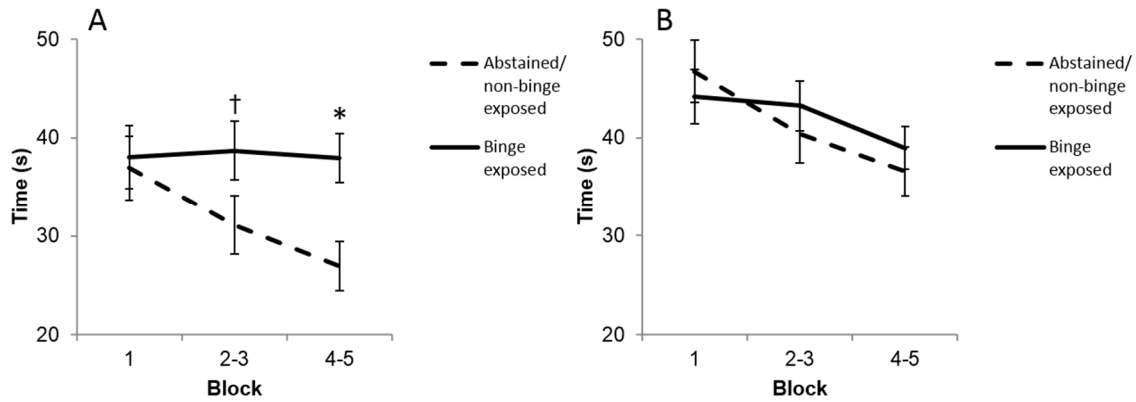 A
50
40
30
20
Time (s)
†
*
1 2-3 4-5
Block
Abstained/
non-binge
exposed
Binge
exposed
B
50
40
30
20
Time (s)
1 2-3 4-5
Block
Abstained/
non-binge
exposed
Binge
exposed